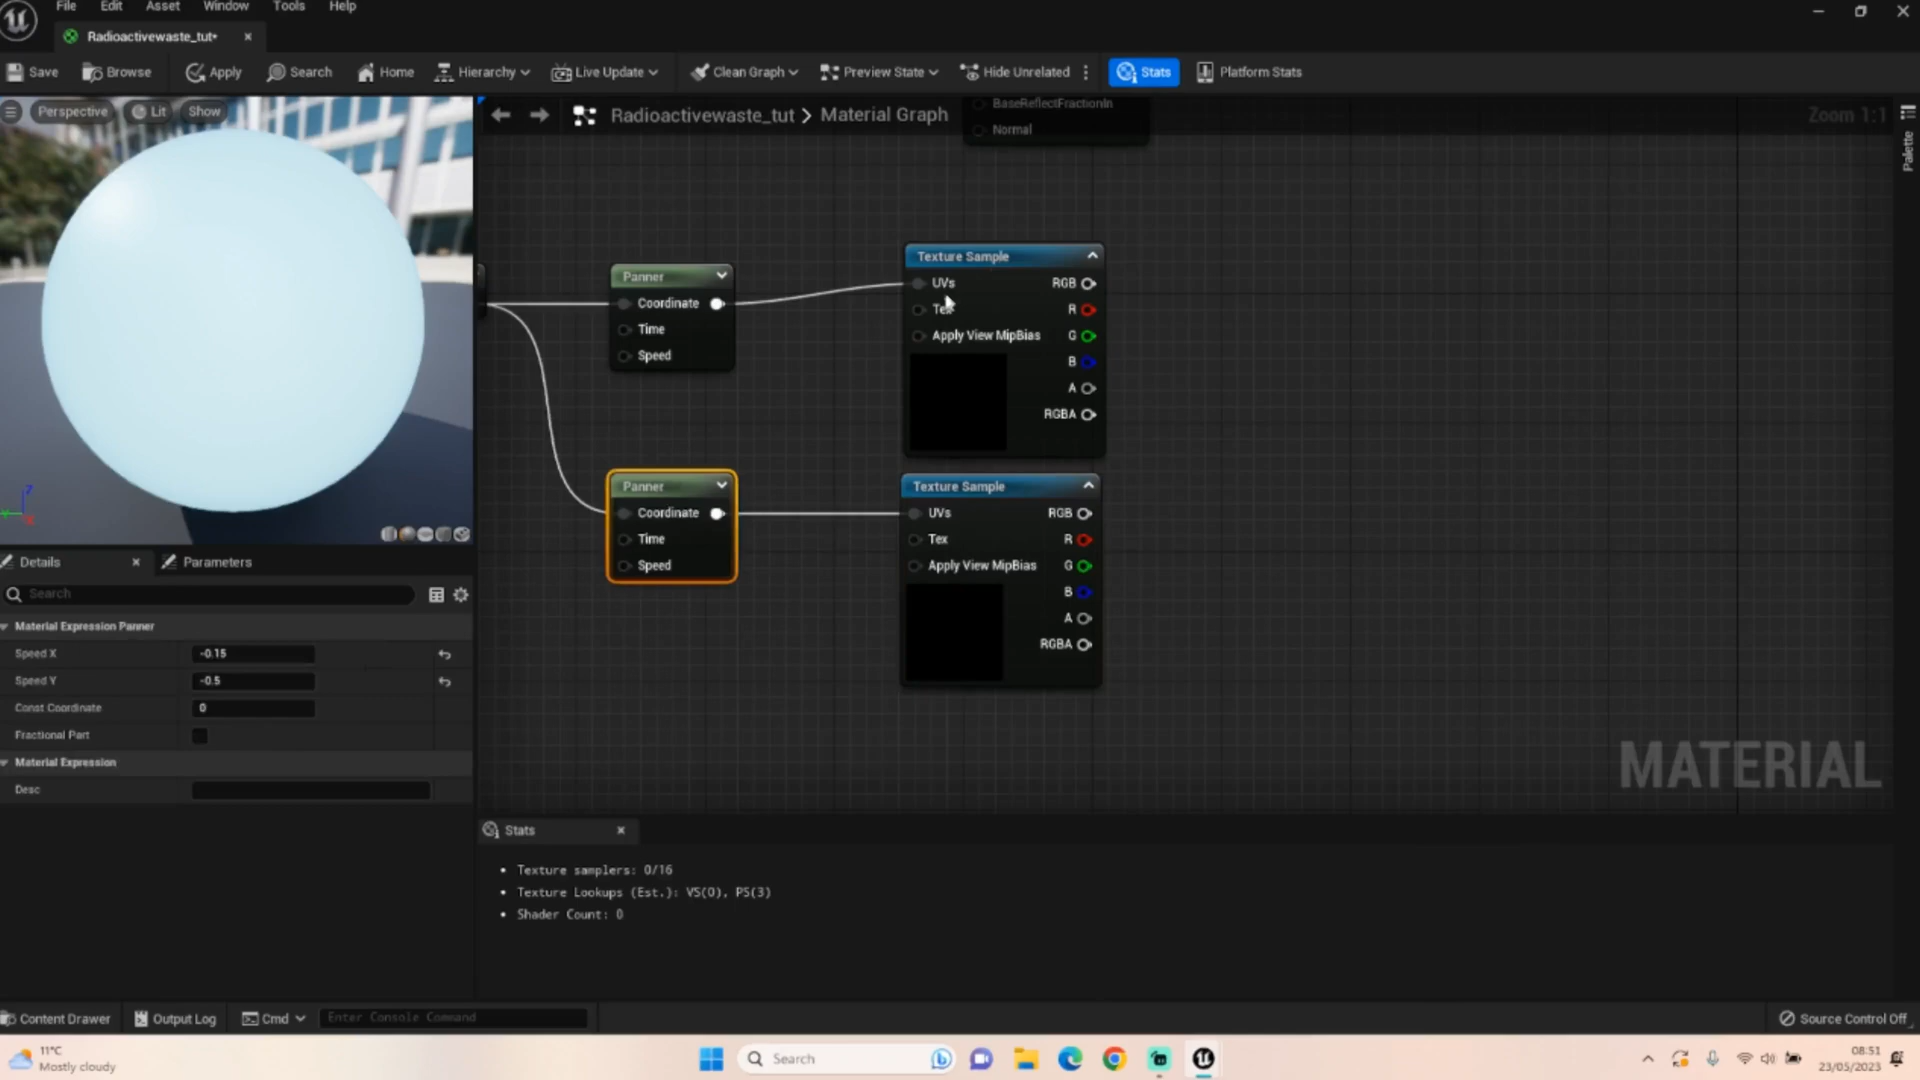 File Edit Asset Window Tools Help
Radioactivewaste_tut•
Save Browse Apply Search Home Hierarchy Live Update Clean Graph Preview State Hide Unrelated Stats Platform Stats
Perspective Lit Show
Radioactivewaste_tut > Material Graph
Zoom 1:1
Palette
BaseReflectFractionIn
Normal
Panner
Coordinate
Time
Speed
Texture Sample
UVs RGB
Tex R
Apply View MipBias G
B
A
RGBA
Panner
Coordinate
Time
Speed
Texture Sample
UVs RGB
Tex R
Apply View MipBias G
B
A
RGBA
MATERIAL
Z
Details Parameters
Search
Material Expression Panner
Speed X -0.15
Speed Y -0.5
Const Coordinate 0
Fractional Part
Material Expression
Desc
Stats
• Texture samplers: 0/16
• Texture Lookups (Est.): VS(0), PS(3)
• Shader Count: 0
Content Drawer Output Log Cmd Enter Console Command Source Control Off
11°C
Mostly cloudy
Search
08:51
23/05/2023